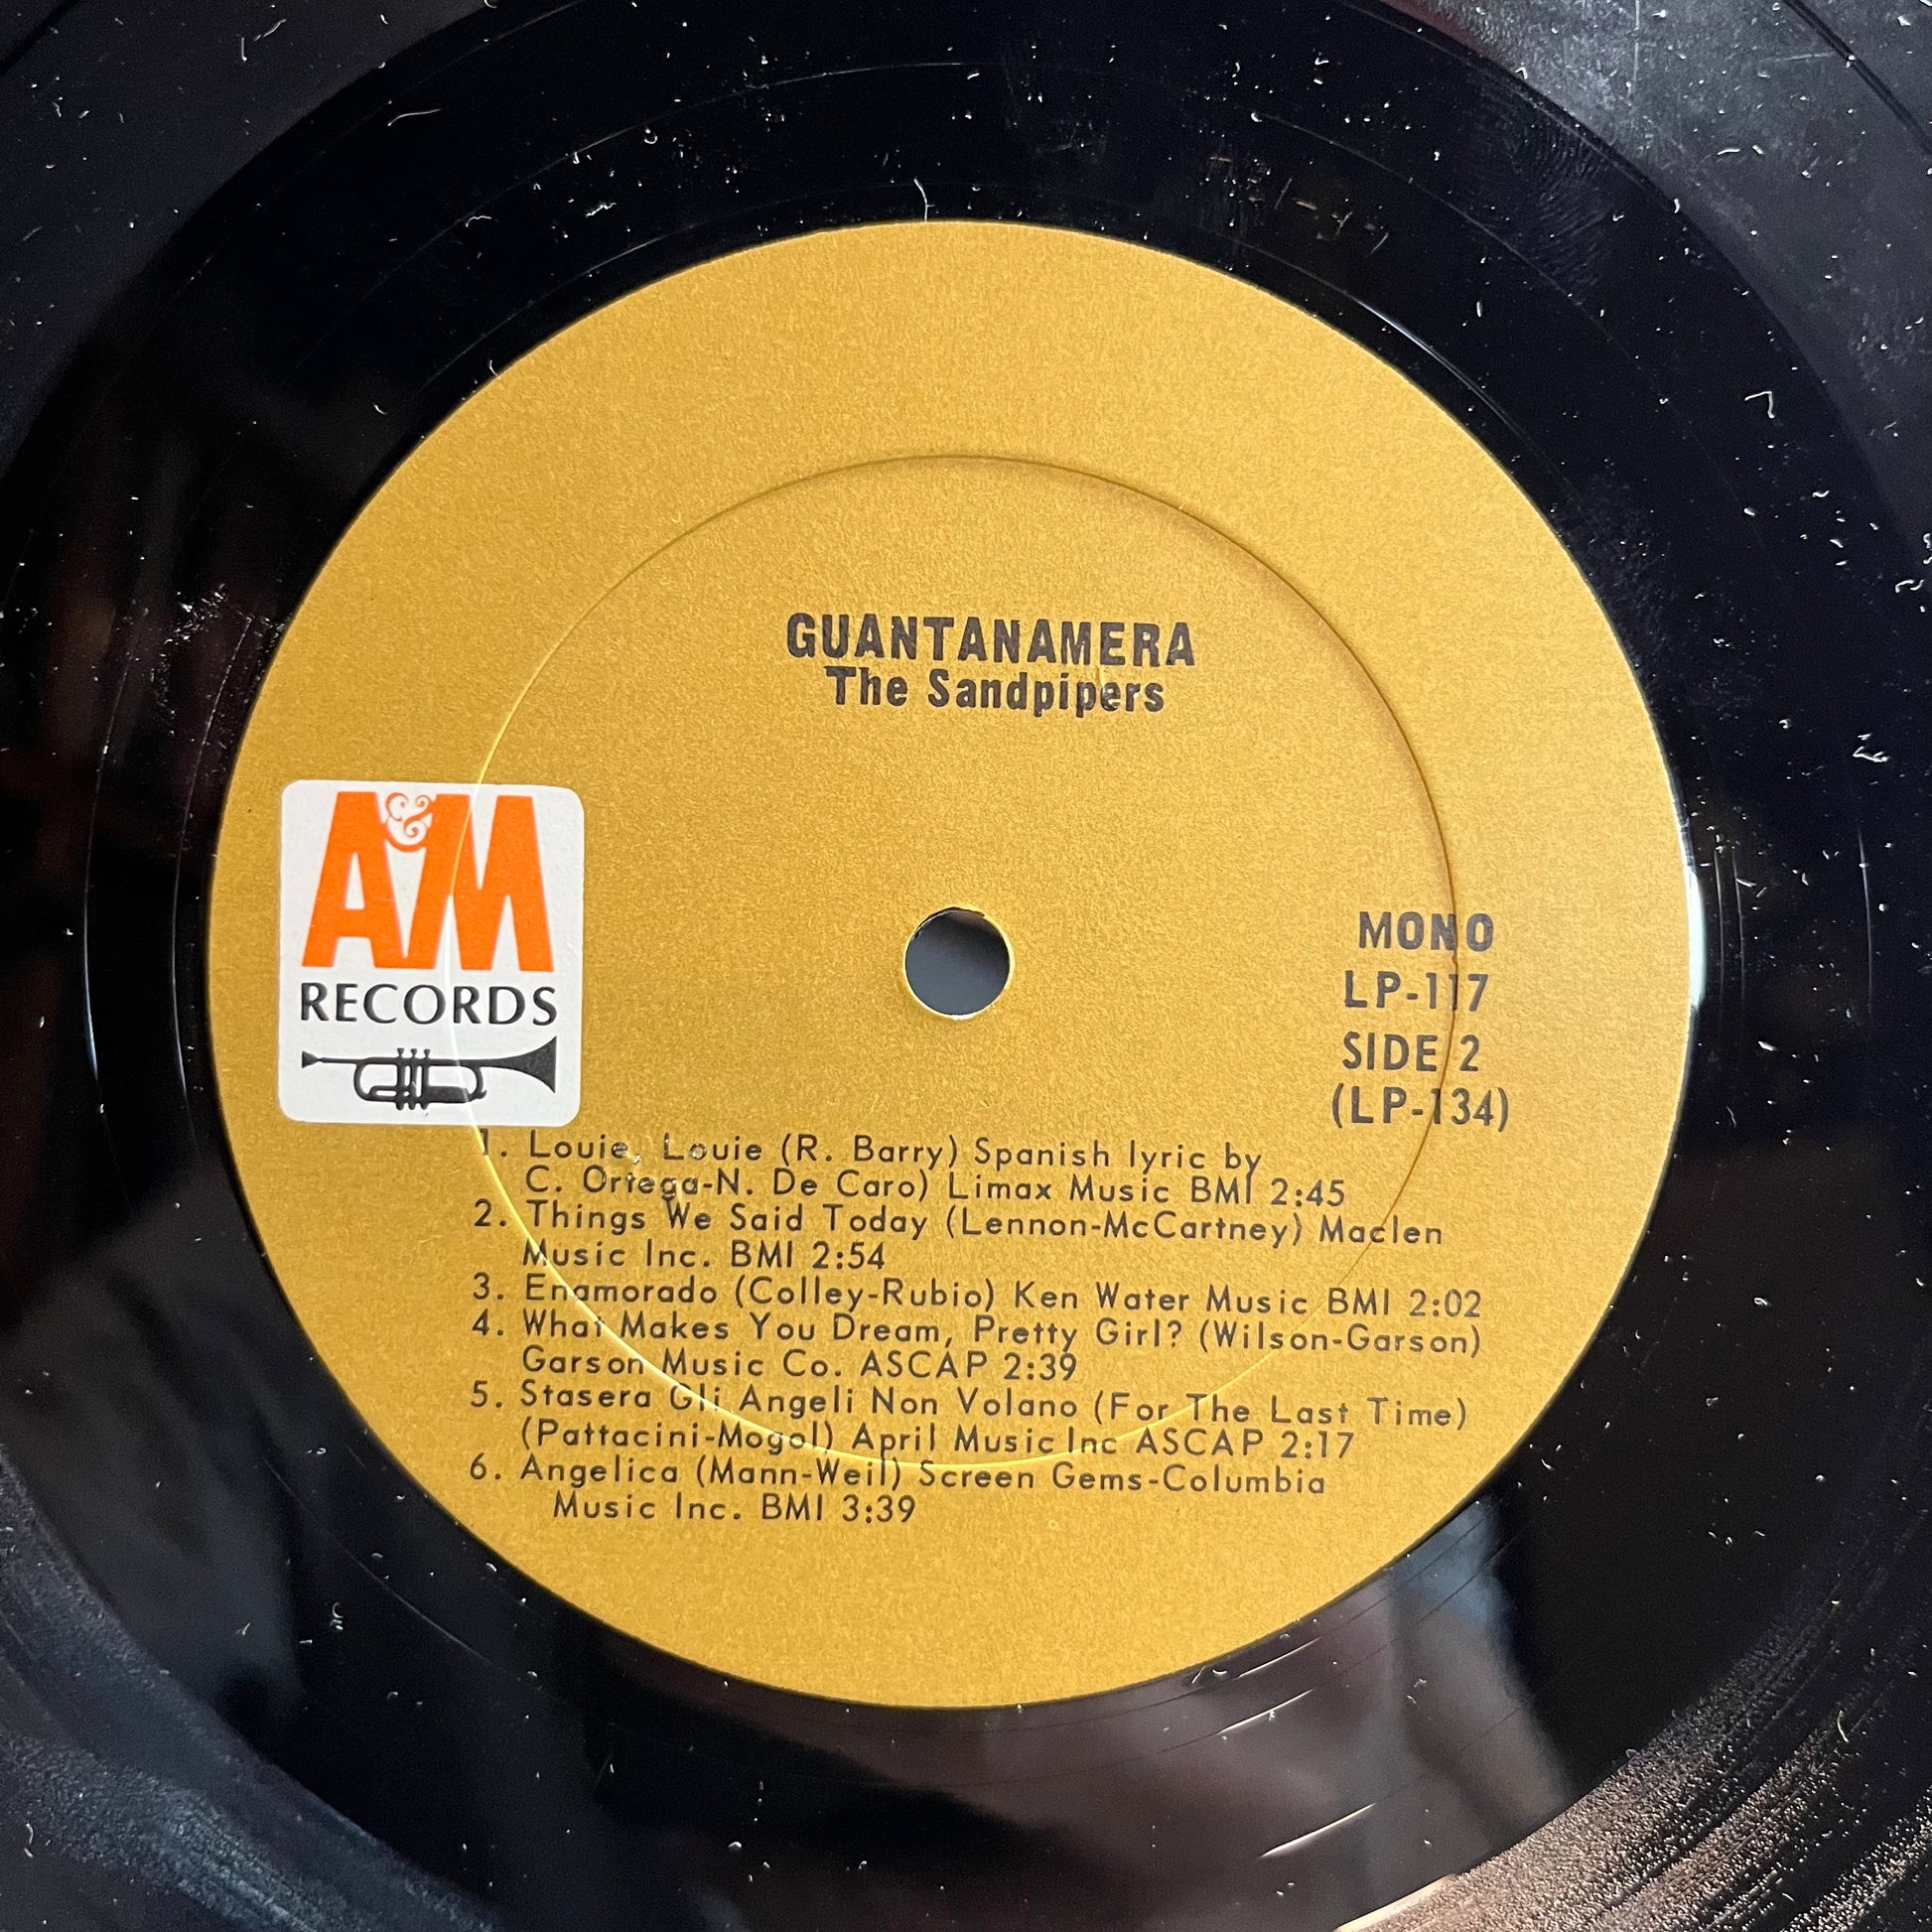 GUANTANAMERA
The Sandpipers
A&M
RECORDS
MONO
LP-117
SIDE 2
(LP-134)
1. Louie, Louie (R. Barry) Spanish lyric by
C. Ortega-N. De Caro) Limax Music BMI 2:45
2. Things We Said Today (Lennon-McCartney) Maclen
Music Inc. BMI 2:54
3. Enamorado (Colley-Rubio) Ken Water Music BMI 2:02
4. What Makes You Dream, Pretty Girl? (Wilson-Garson)
Garson Music Co. ASCAP 2:39
5. Stasera Gli Angeli Non Volano (For The Last Time)
(Pattacini-Mogol) April Music Inc ASCAP 2:17
6. Angelica (Mann-Weil) Screen Gems-Columbia
Music Inc. BMI 3:39